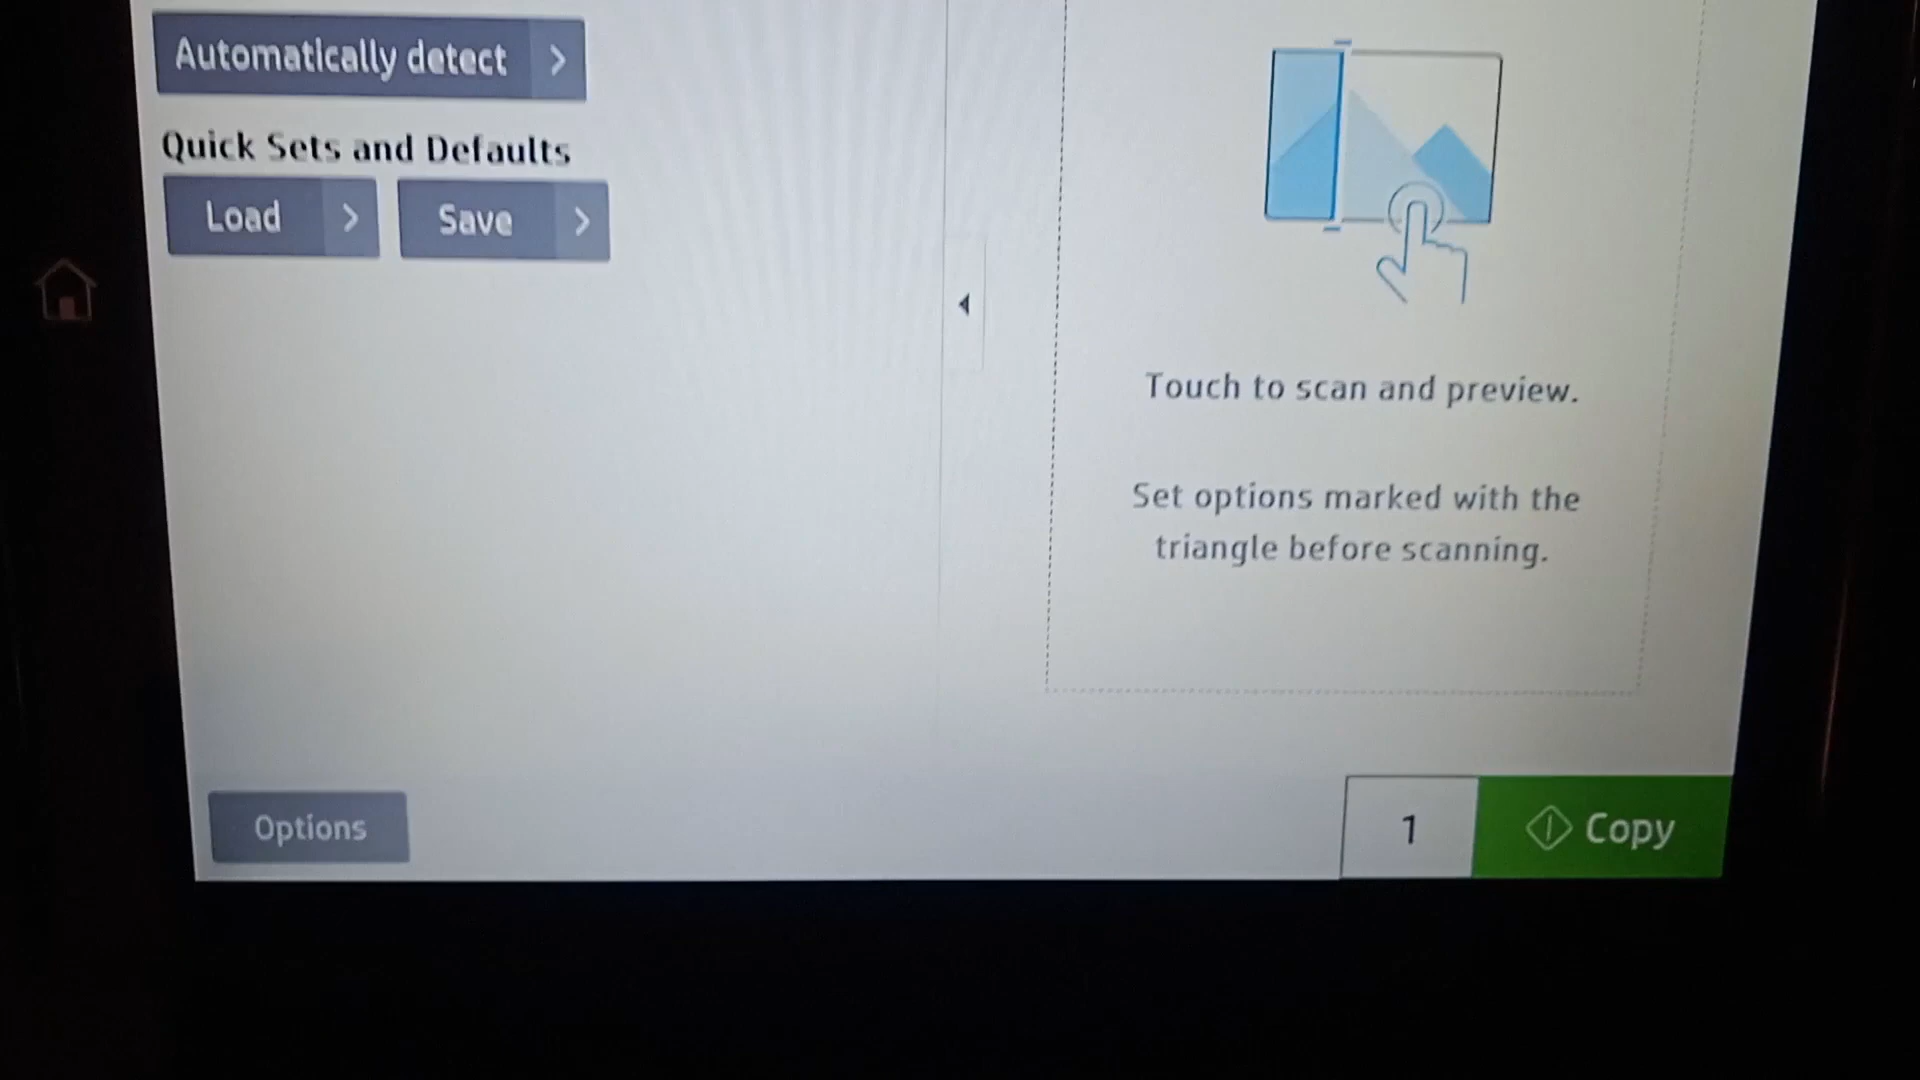 Automatically detect
Quick Sets and Defaults
Load
Save
Touch to scan and preview.
Set options marked with the
triangle before scanning.
Options
1
Copy